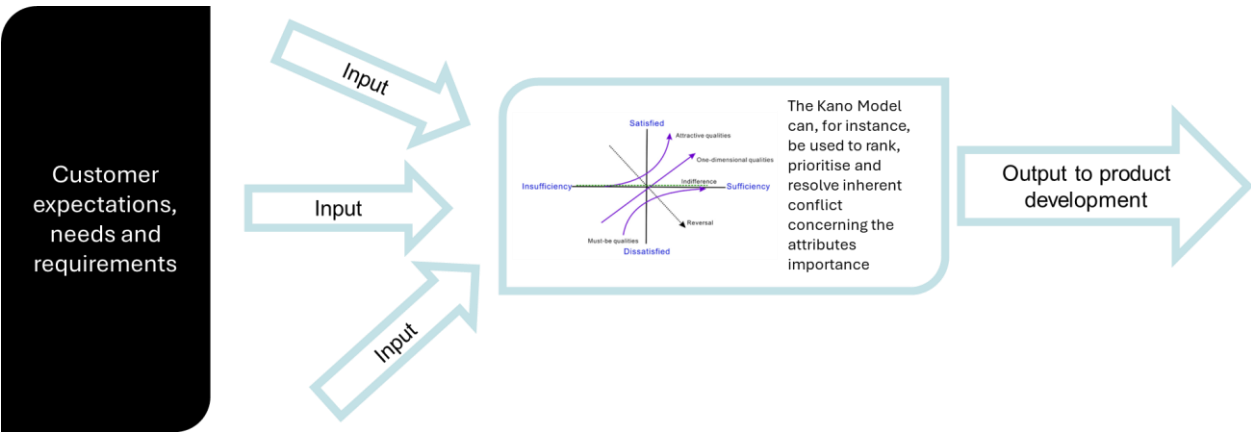 Customer
expectations,
needs and
requirements
Input
Input
Input
Satisfied
Attractive qualities
One-dimensional qualities
Indifference
Insufficiency
Sufficiency
Reversal
Must-be qualities
Dissatisfied
The Kano Model
can, for instance,
be used to rank,
prioritise and
resolve inherent
conflict
concerning the
attributes
importance
Output to product
development